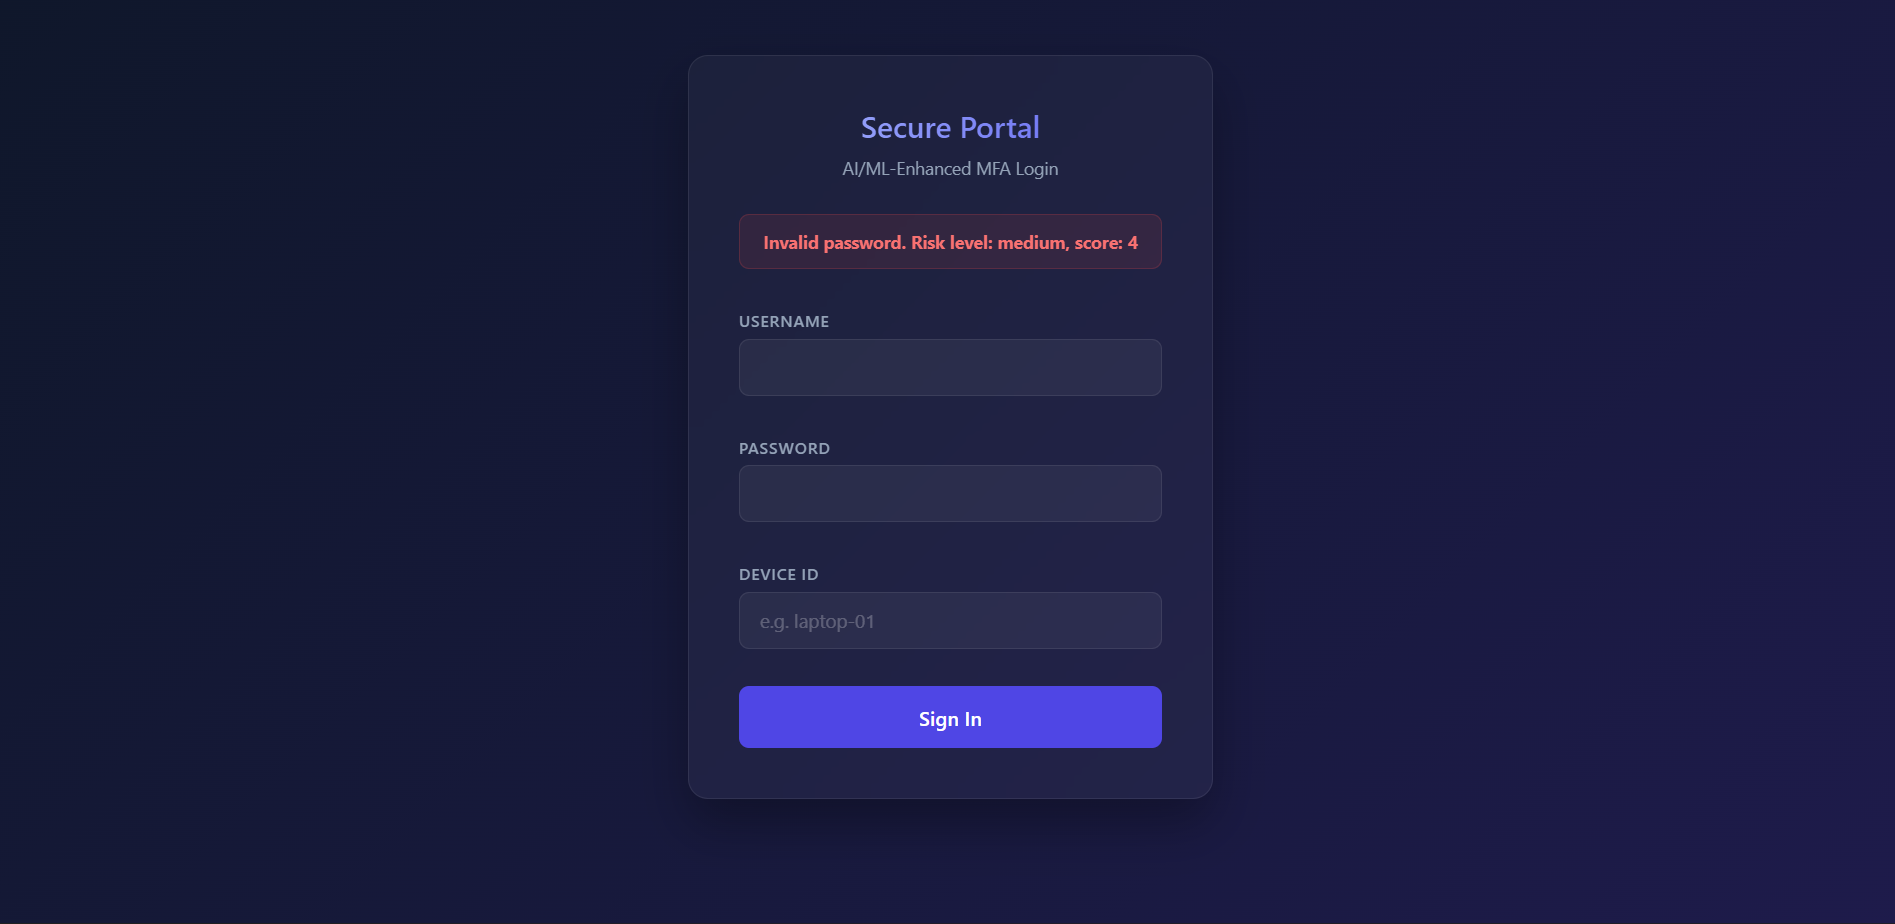 Secure Portal
AI/ML-Enhanced MFA Login
Invalid password. Risk level: medium, score: 4
USERNAME
PASSWORD
DEVICE ID
e.g. laptop-01
Sign In